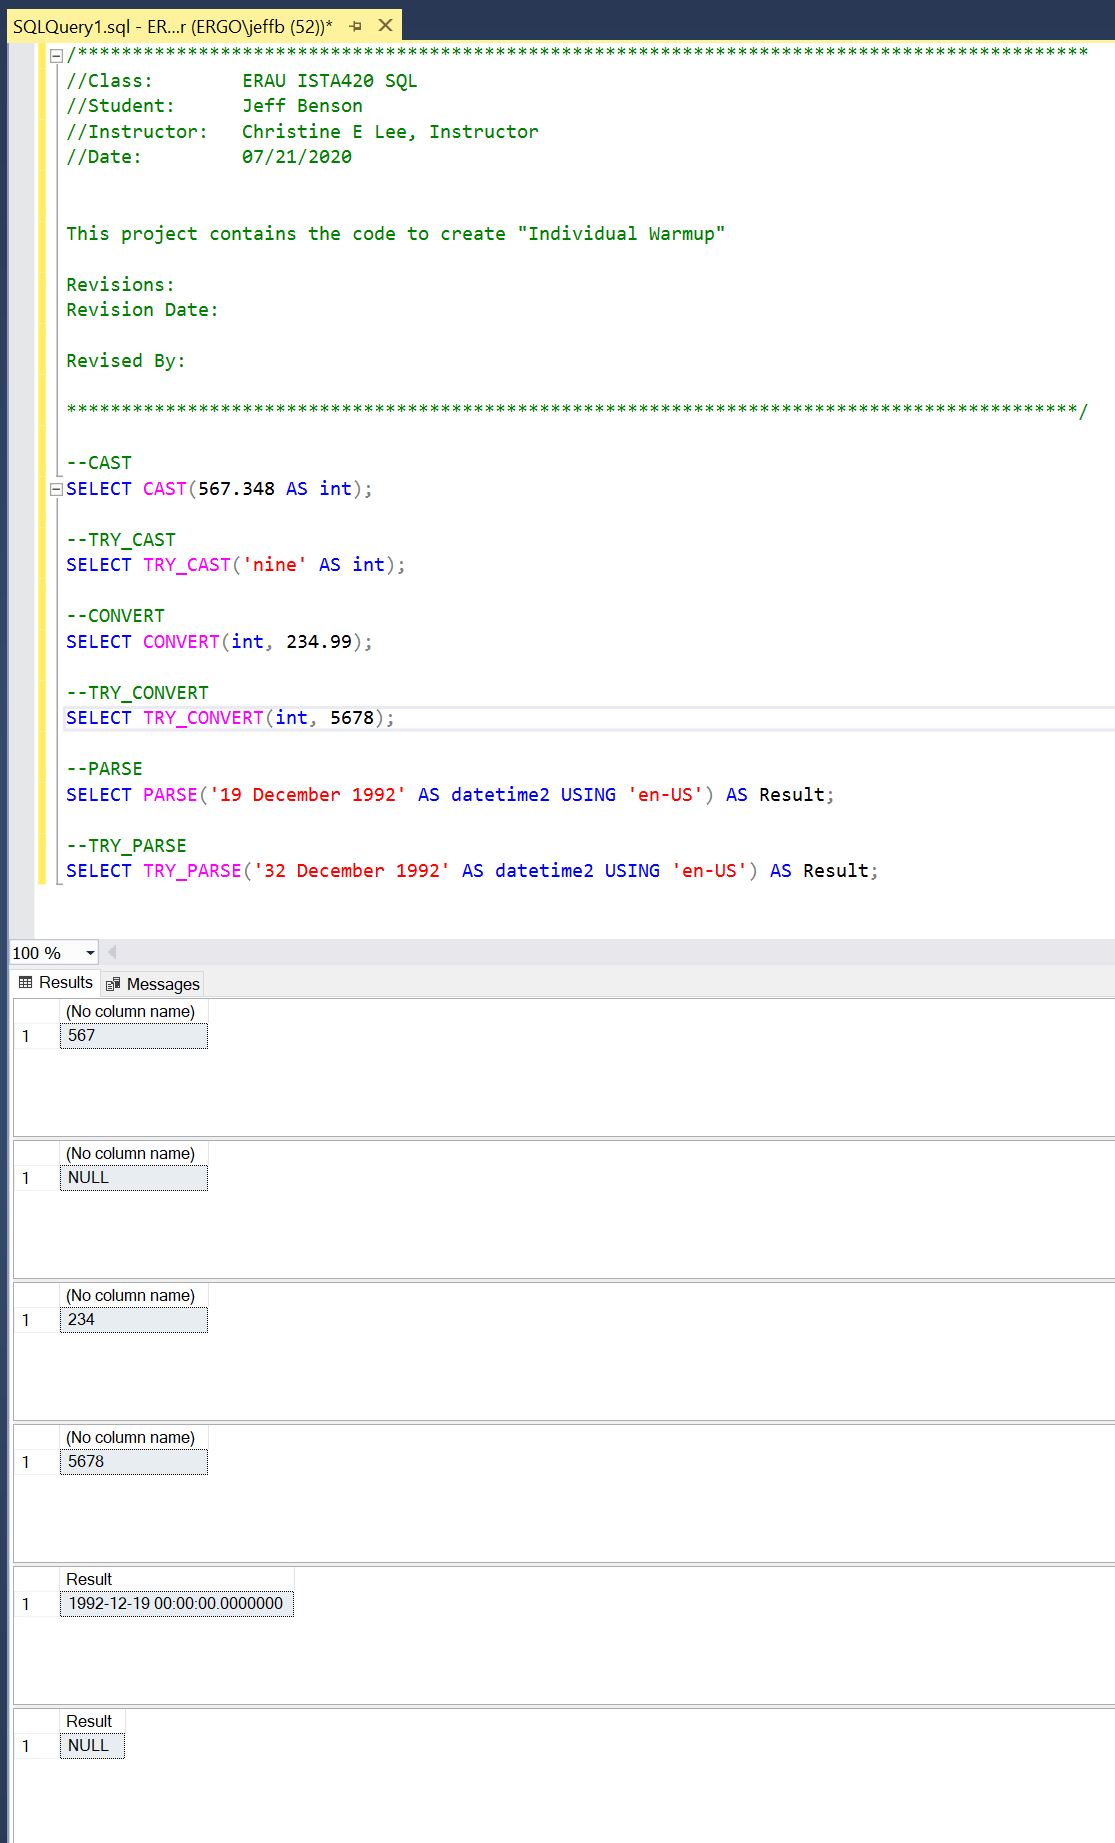 SQLQuery1.sql - ER...r (ERGO\jeffb (52))*
/********************************************************************************************
//Class:        ERAU ISTA420 SQL
//Student:      Jeff Benson
//Instructor:   Christine E Lee, Instructor
//Date:         07/21/2020
This project contains the code to create "Individual Warmup"
Revisions:
Revision Date:
Revised By:
********************************************************************************************/
--CAST
SELECT CAST(567.348 AS int);
--TRY_CAST
SELECT TRY_CAST('nine' AS int);
--CONVERT
SELECT CONVERT(int, 234.99);
--TRY_CONVERT
SELECT TRY_CONVERT(int, 5678);
--PARSE
SELECT PARSE('19 December 1992' AS datetime2 USING 'en-US') AS Result;
--TRY_PARSE
SELECT TRY_PARSE('32 December 1992' AS datetime2 USING 'en-US') AS Result;
100 %
Results Messages
(No column name)
1 567
(No column name)
1 NULL
(No column name)
1 234
(No column name)
1 5678
Result
1 1992-12-19 00:00:00.0000000
Result
1 NULL